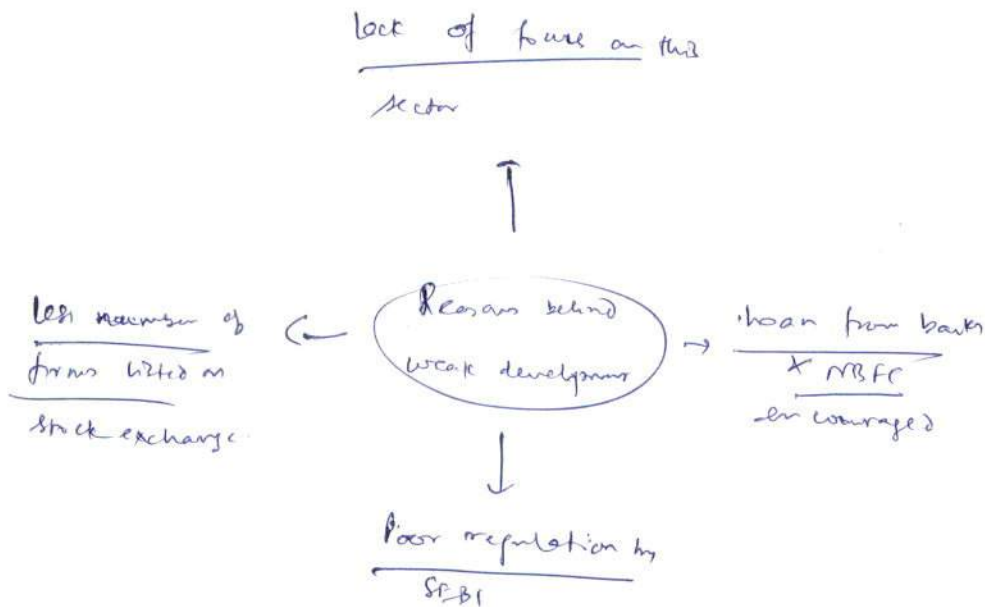 Lack of focus on this
sector
Reasons behind
weak development
Less number of
firms listed on
stock exchange.
Loan from banks
& NBFC
encouraged
Poor regulation by
SEBI